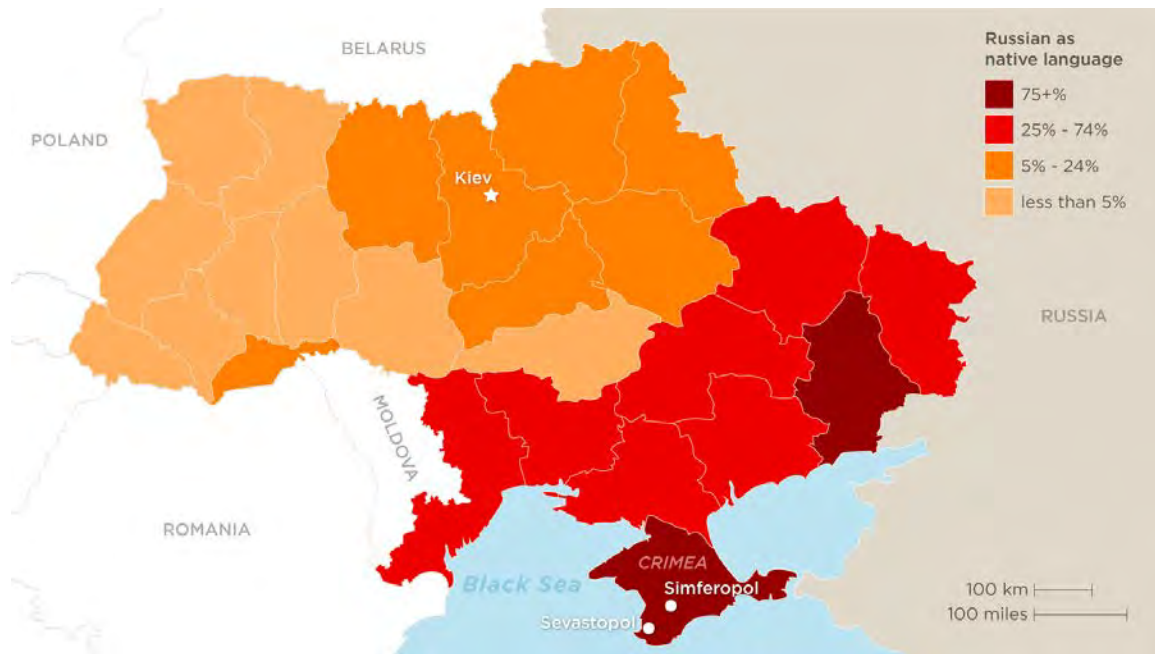 BELARUS
Russian as
native language
75+%
25% - 74%
5% - 24%
less than 5%
POLAND
Kiev
RUSSIA
MOLDOVA
ROMANIA
CRIMEA
Black Sea
Simferopol
Sevastopol
100 km
100 miles